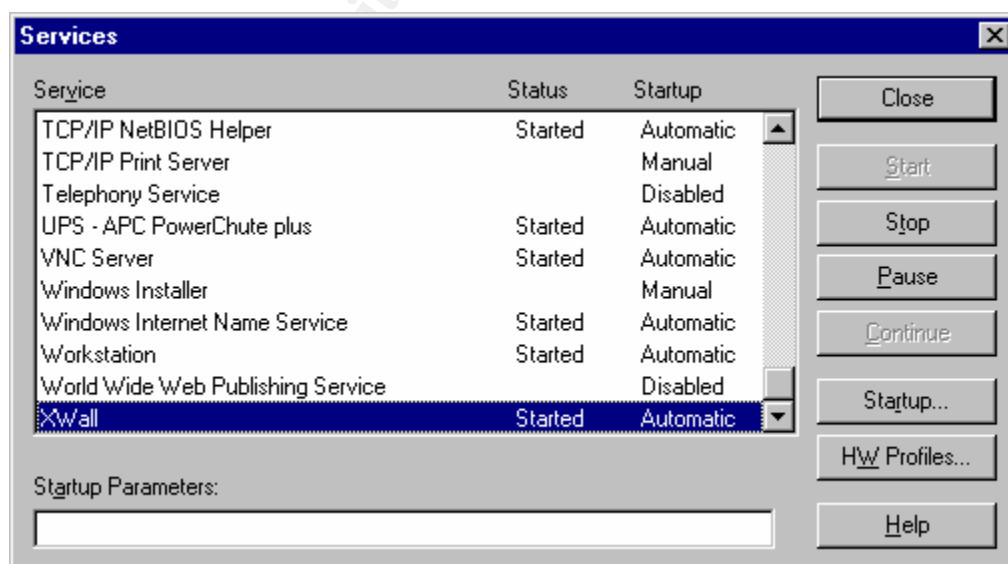 Services
Service Status Startup
TCP/IP NetBIOS Helper Started Automatic
TCP/IP Print Server Manual
Telephony Service Disabled
UPS - APC PowerChute plus Started Automatic
VNC Server Started Automatic
Windows Installer Manual
Windows Internet Name Service Started Automatic
Workstation Started Automatic
World Wide Web Publishing Service Disabled
XWall Started Automatic
Startup Parameters:
Close
Start
Stop
Pause
Continue
Startup...
HW Profiles...
Help